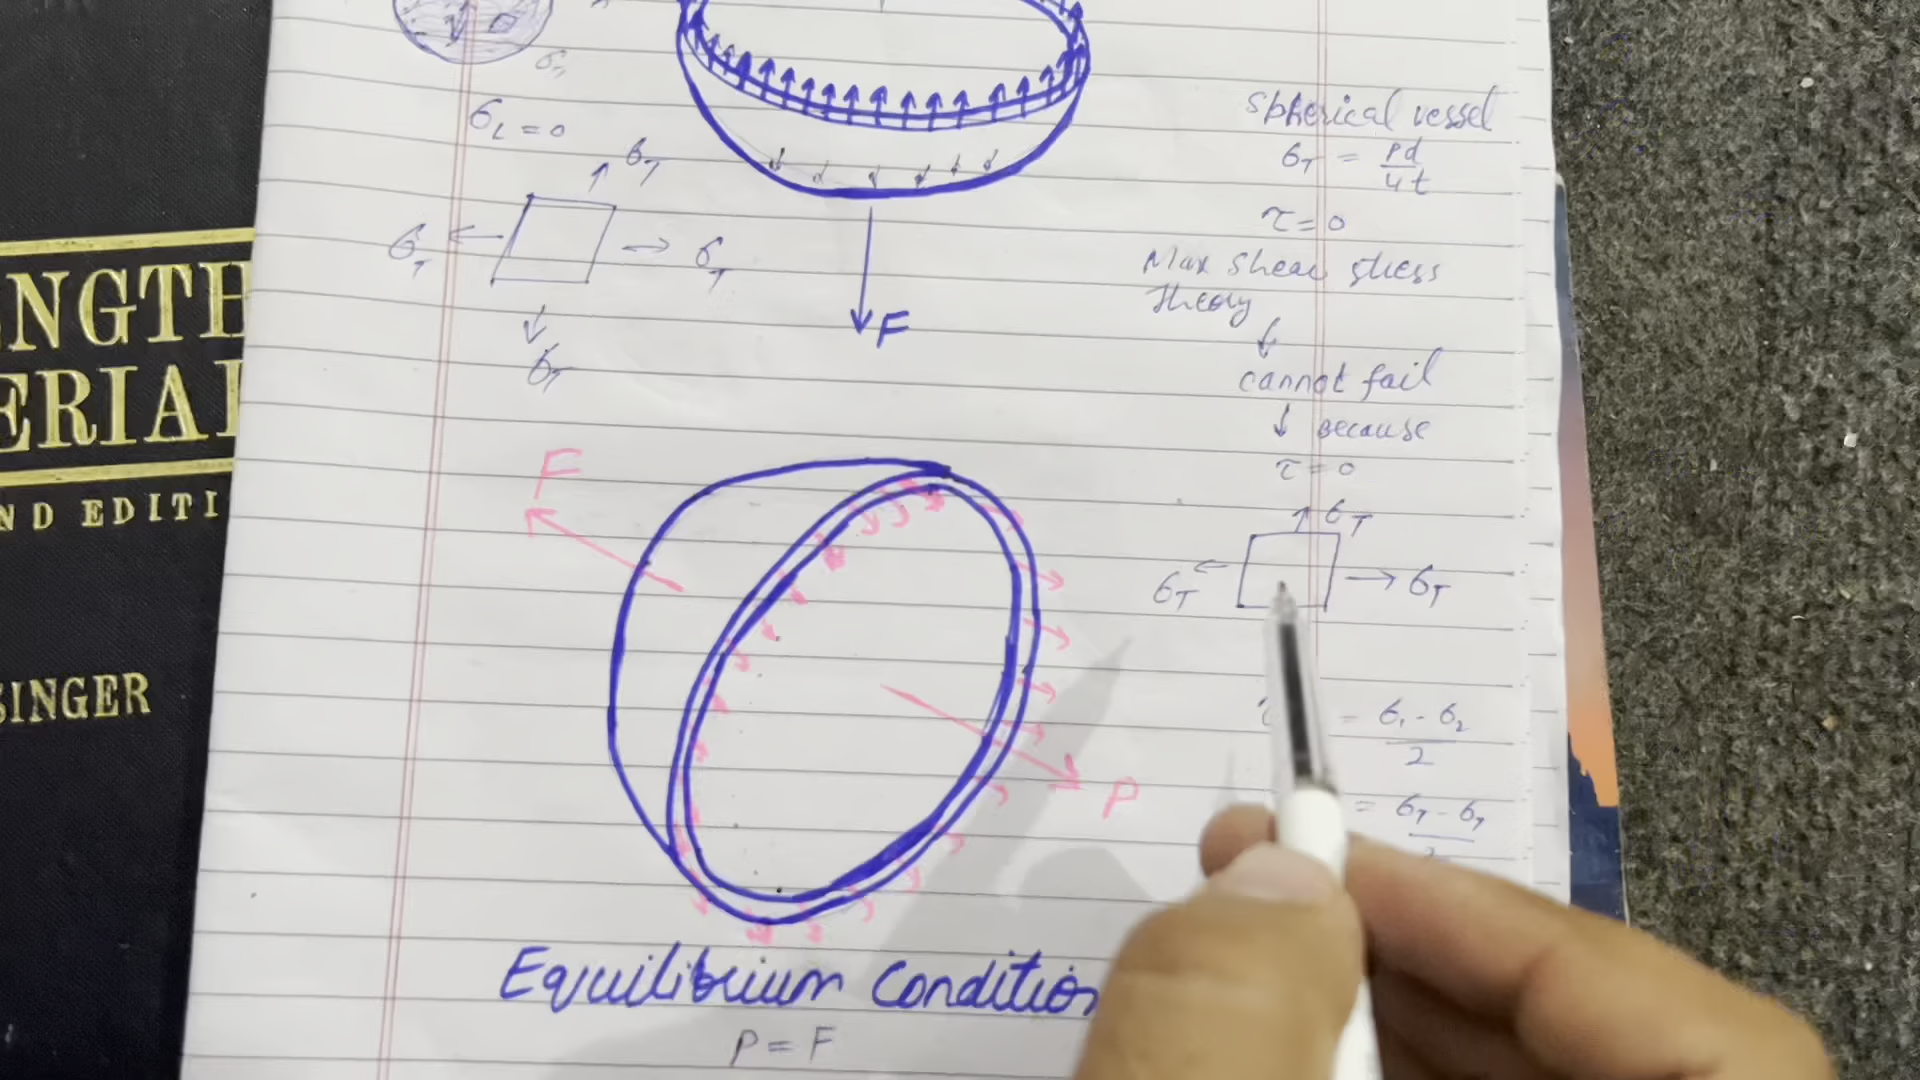 NGTH
ERIAL
ND EDITI
SINGER
σL = 0
σT
σT
σT
σT
F
Spherical vessel
σT = Pd
4t
τ = 0
Max shear stress
theory
cannot fail
Because
τ = 0
σT
σT
σT
= σ1 - σ2
2
= σT - σT
F
P
Equilibrium Condition
P = F